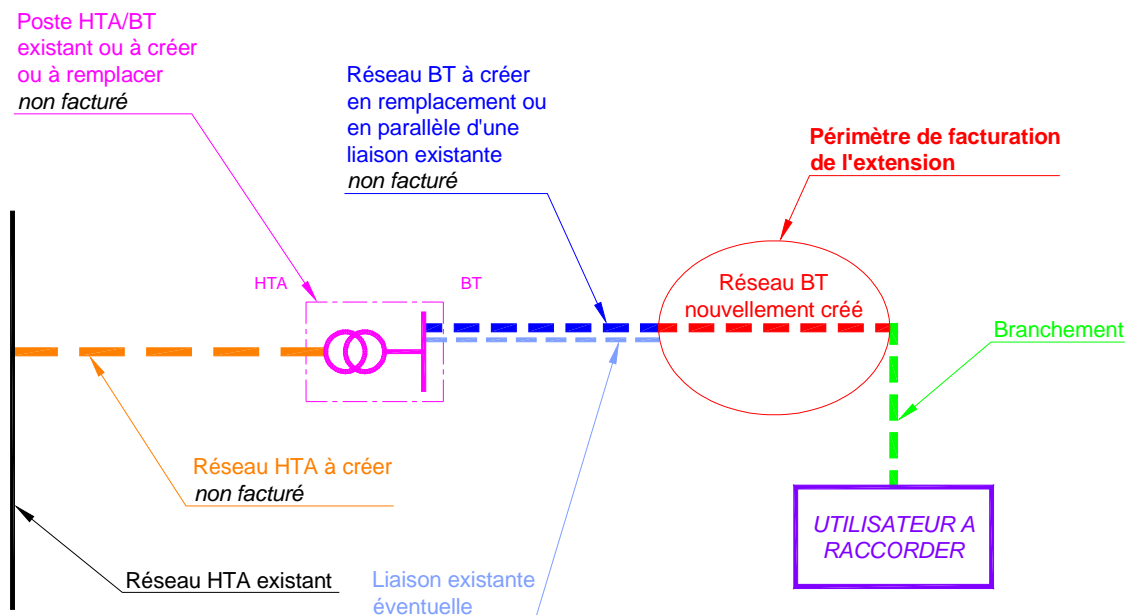 Poste HTA/BT
existant ou à créer
ou à remplacer
non facturé
Réseau BT à créer
en remplacement ou
en parallèle d'une
liaison existante
non facturé
Périmètre de facturation
de l'extension
HTA
BT
Réseau BT
nouvellement créé
Branchement
Réseau HTA à créer
non facturé
UTILISATEUR A
RACCORDER
Réseau HTA existant
Liaison existante
éventuelle